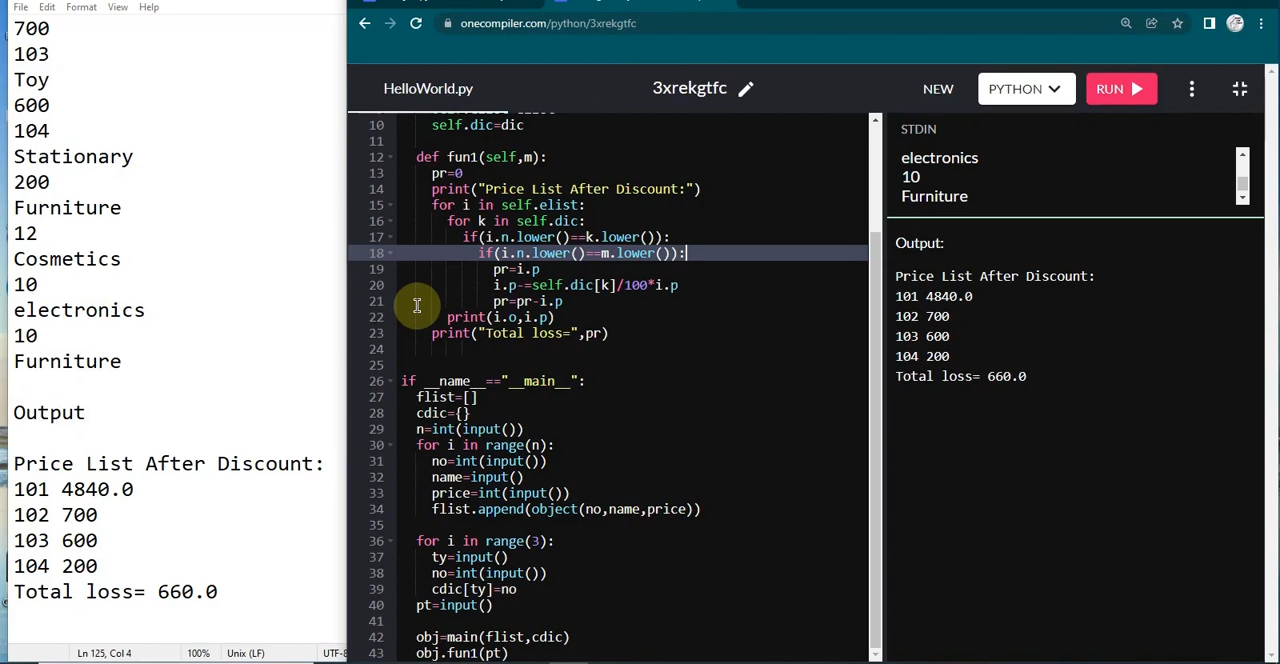 File Edit Format View Help
700
103
Toy
600
104
Stationary
200
Furniture
12
Cosmetics
10
electronics
10
Furniture
Output
Price List After Discount:
101 4840.0
102 700
103 600
104 200
Total loss= 660.0
Ln 125, Col 4 100% Unix (LF) UTF-8
onecompiler.com/python/3xrekgtfc
HelloWorld.py 3xrekgtfc NEW PYTHON RUN
10 self.dic=dic
11
12 def fun1(self,m):
13 pr=0
14 print("Price List After Discount:")
15 for i in self.elist:
16 for k in self.dic:
17 if(i.n.lower()==k.lower()):
18 if(i.n.lower()==m.lower()):
19 pr=i.p
20 i.p-=self.dic[k]/100*i.p
21 pr=pr-i.p
22 print(i.o,i.p)
23 print("Total loss=",pr)
24
25
26 if __name__=="__main__":
27 flist=[]
28 cdic={}
29 n=int(input())
30 for i in range(n):
31 no=int(input())
32 name=input()
33 price=int(input())
34 flist.append(object(no,name,price))
35
36 for i in range(3):
37 ty=input()
38 no=int(input())
39 cdic[ty]=no
40 pt=input()
41
42 obj=main(flist,cdic)
43 obj.fun1(pt)
STDIN
electronics
10
Furniture
Output:
Price List After Discount:
101 4840.0
102 700
103 600
104 200
Total loss= 660.0